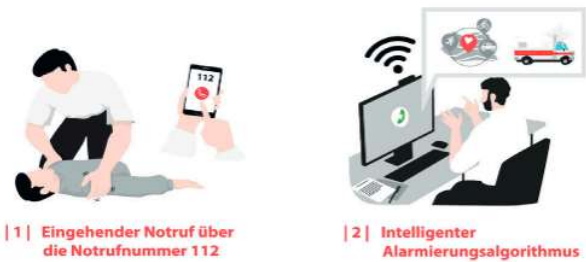 112
| 1 | Eingehender Notruf über
die Notrufnummer 112
| 2 | Intelligenter
Alarmierungsalgorithmus